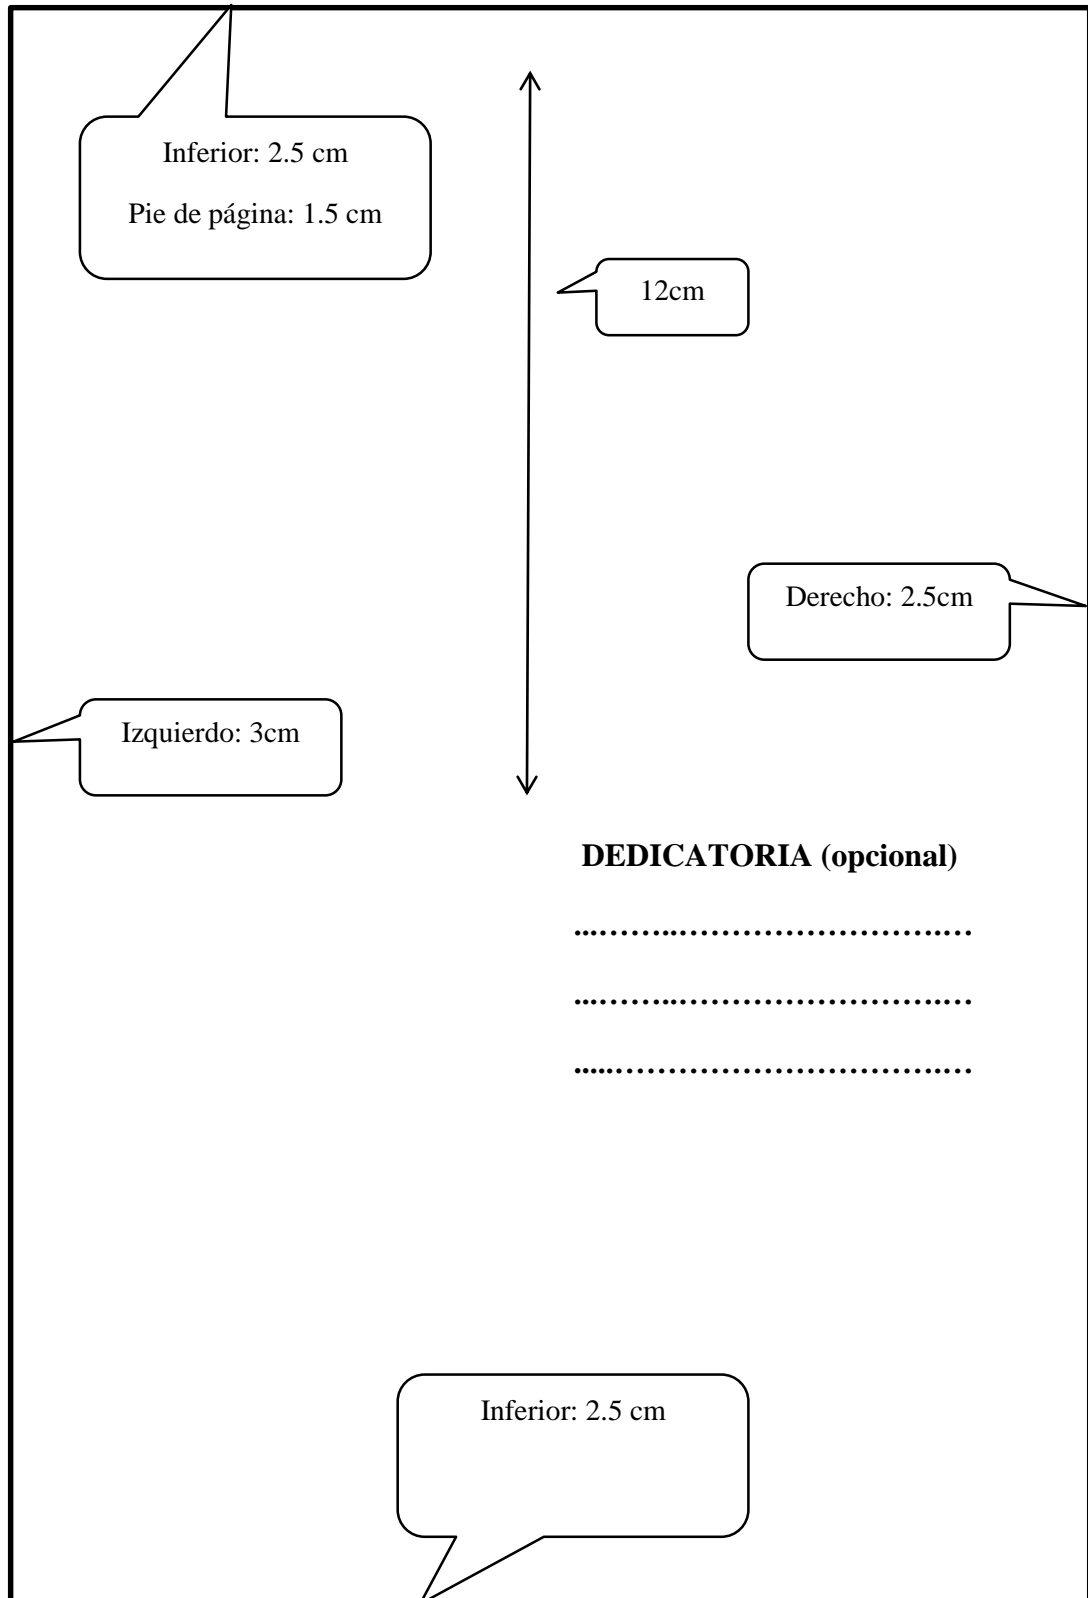 Inferior: 2.5 cm
Pie de página: 1.5 cm
12cm
Derecho: 2.5cm
Izquierdo: 3cm
DEDICATORIA (opcional)
...……..…………………….…
...……..…………………….…
.....………………………….…
Inferior: 2.5 cm